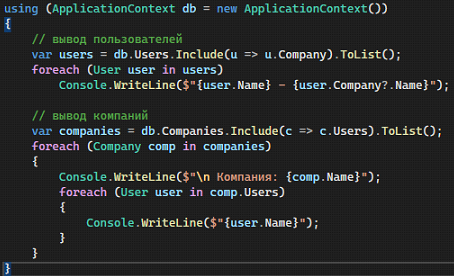 using (ApplicationContext db = new ApplicationContext())
{
    // вывод пользователей
    var users = db.Users.Include(u => u.Company).ToList();
    foreach (User user in users)
        Console.WriteLine($"{user.Name} - {user.Company?.Name}");

    // вывод компаний
    var companies = db.Companies.Include(c => c.Users).ToList();
    foreach (Company comp in companies)
    {
        Console.WriteLine($"\n Компания: {comp.Name}");
        foreach (User user in comp.Users)
        {
            Console.WriteLine($"{user.Name}");
        }
    }
}